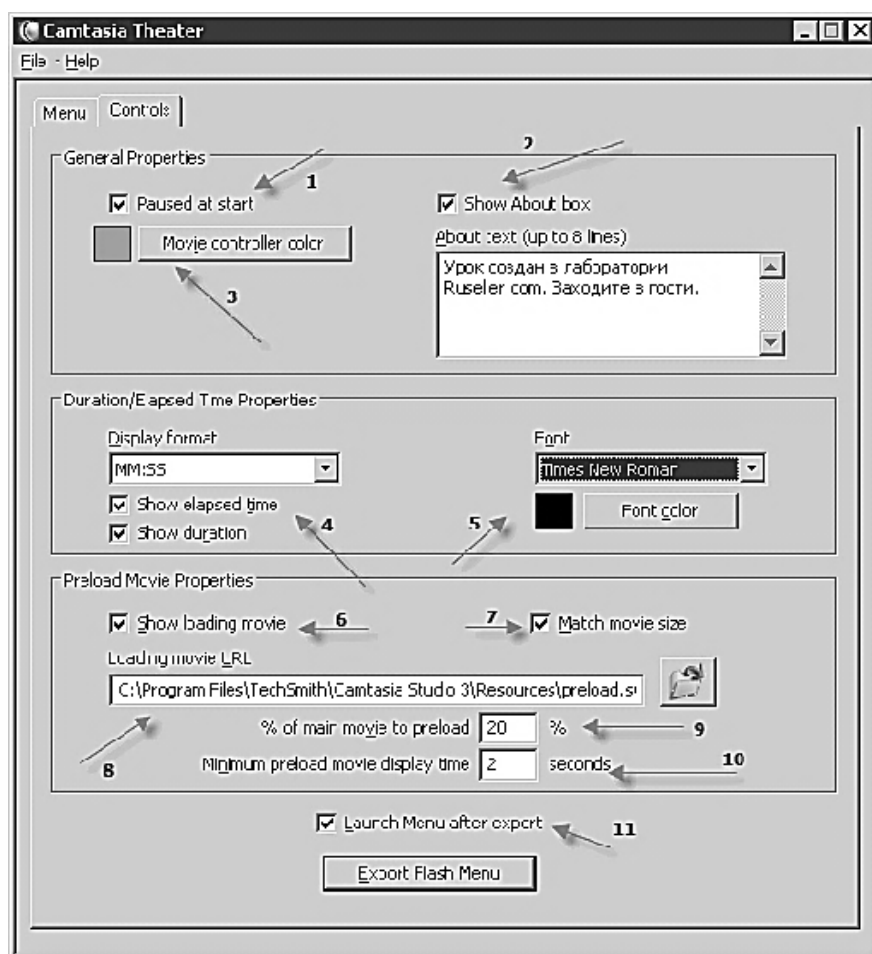 Camtasia Theater
File - Help
Menu Controls
General Properties
1
2
Paused at start
Show About box
Movie controller color
About text (up to 8 lines)
3
Урок создан в лаборатории
Ruseler com. Заходите в гости.
Duration/Elapsed Time Properties
Display format
Font
MM:SS
Times New Roman
Show elapsed time
4
5
Font color
Show duration
Preload Movie Properties
Show loading movie
6
7
Match movie size
Loading movie URL
C:\Program Files\TechSmith\Camtasia Studio 3\Resources\preload.s
8
% of main movie to preload 20 %
9
Minimum preload movie display time 2 seconds
10
Launch Menu after export
11
Export Flash Menu